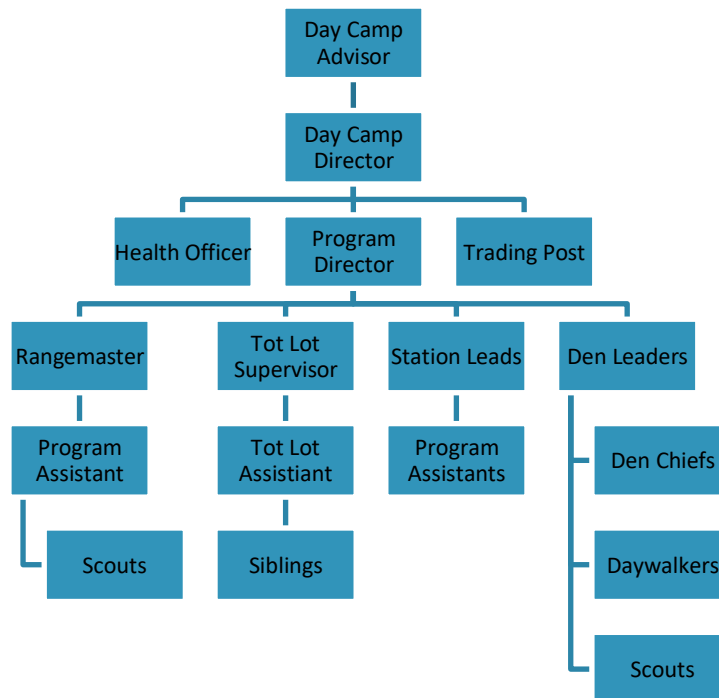 Day Camp
Advisor
Day Camp
Director
Health Officer
Program
Director
Trading Post
Rangemaster
Tot Lot
Supervisor
Station Leads
Den Leaders
Program
Assistant
Tot Lot
Assistiant
Program
Assistants
Den Chiefs
Scouts
Siblings
Daywalkers
Scouts